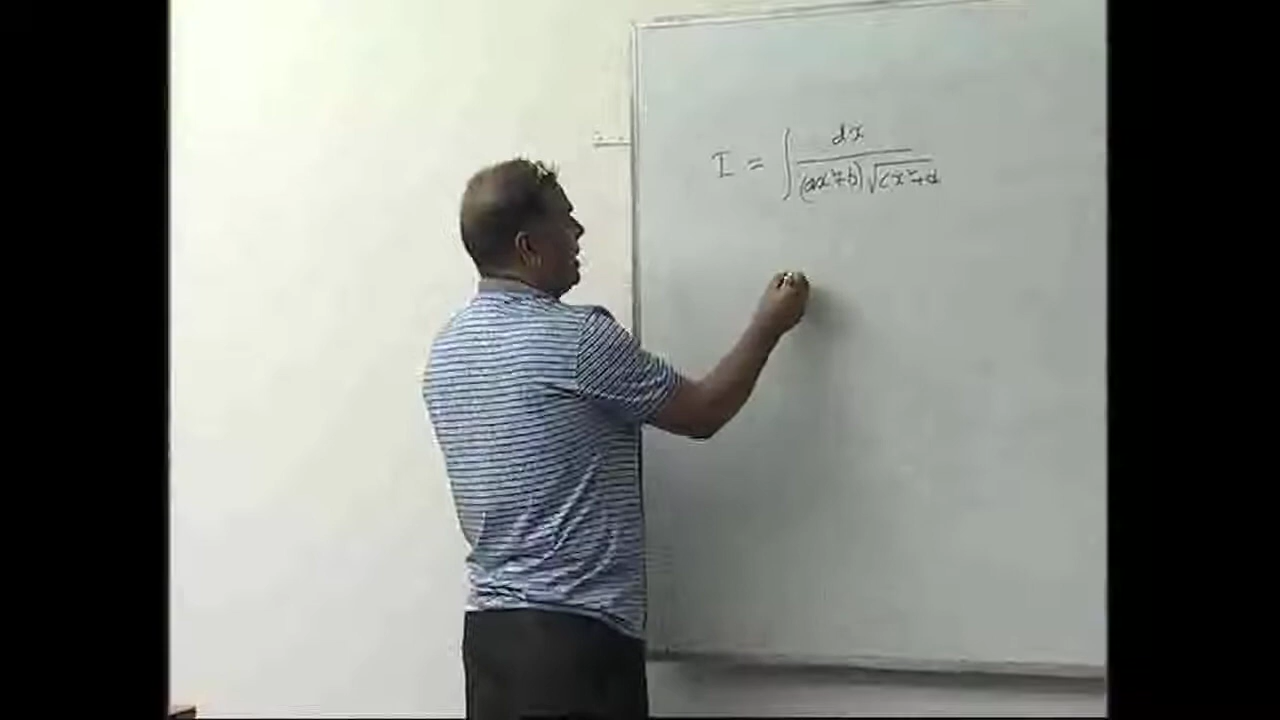 I = ∫ dx / (ax²+b) √cx²+d